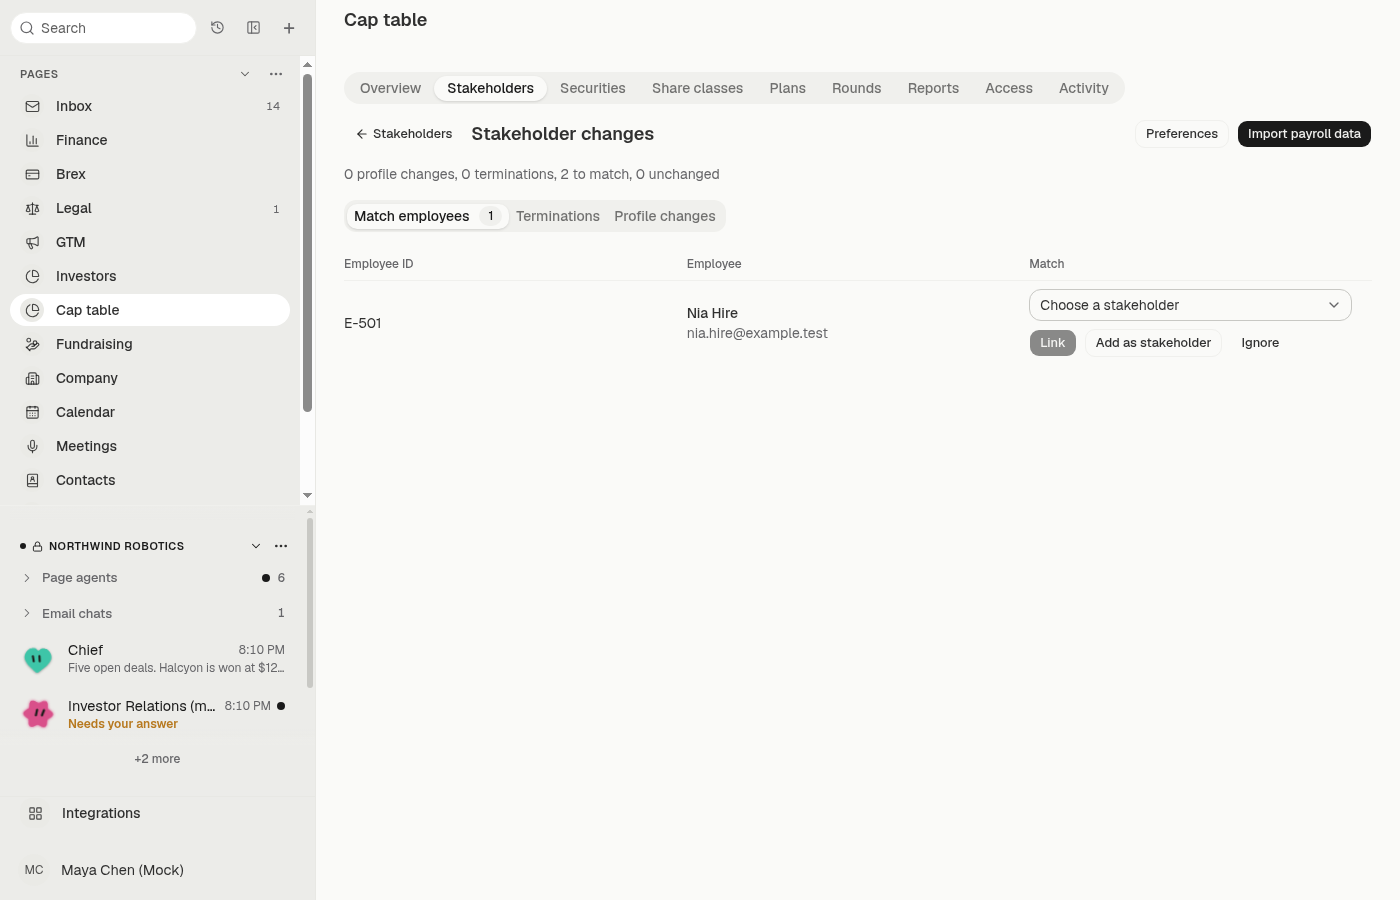 Search
PAGES
Inbox 14
Finance
Brex
Legal 1
GTM
Investors
Cap table
Fundraising
Company
Calendar
Meetings
Contacts
NORTHWIND ROBOTICS
Page agents 6
Email chats 1
Chief 8:10 PM
Five open deals. Halcyon is won at $12...
Investor Relations (m... 8:10 PM
Needs your answer
+2 more
Integrations
MC Maya Chen (Mock)
Cap table
Overview Stakeholders Securities Share classes Plans Rounds Reports Access Activity
Stakeholders Stakeholder changes Preferences Import payroll data
0 profile changes, 0 terminations, 2 to match, 0 unchanged
Match employees 1 Terminations Profile changes
Employee ID Employee Match
E-501
Nia Hire
nia.hire@example.test
Choose a stakeholder
Link Add as stakeholder Ignore